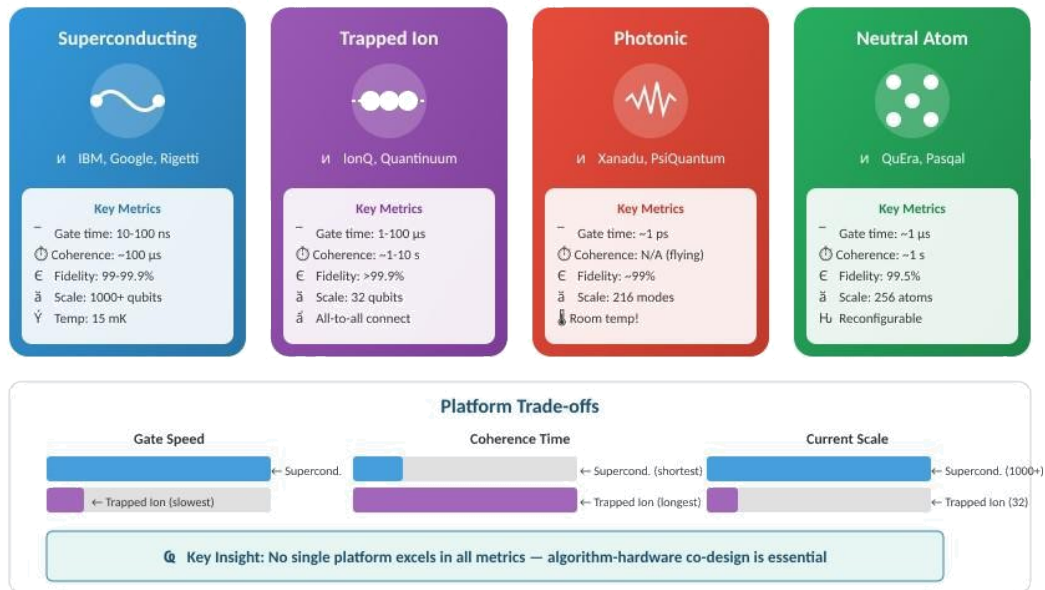 Superconducting
и IBM, Google, Rigetti
Key Metrics
‾ Gate time: 10-100 ns
⏱ Coherence: ~100 μs
Є Fidelity: 99-99.9%
ă Scale: 1000+ qubits
Ý Temp: 15 mK
Trapped Ion
и IonQ, Quantinuum
Key Metrics
‾ Gate time: 1-100 μs
⏱ Coherence: ~1-10 s
Є Fidelity: >99.9%
ă Scale: 32 qubits
ấ All-to-all connect
Photonic
и Xanadu, PsiQuantum
Key Metrics
‾ Gate time: ~1 ps
⏱ Coherence: N/A (flying)
Є Fidelity: ~99%
ă Scale: 216 modes
🌡 Room temp!
Neutral Atom
и QuEra, Pasqal
Key Metrics
‾ Gate time: ~1 μs
⏱ Coherence: ~1 s
Є Fidelity: 99.5%
ă Scale: 256 atoms
Ƕ Reconfigurable
Platform Trade-offs
Gate Speed
← Supercond.
← Trapped Ion (slowest)
Coherence Time
← Supercond. (shortest)
← Trapped Ion (longest)
Current Scale
← Supercond. (1000+)
← Trapped Ion (32)
Key Insight: No single platform excels in all metrics — algorithm-hardware co-design is essential